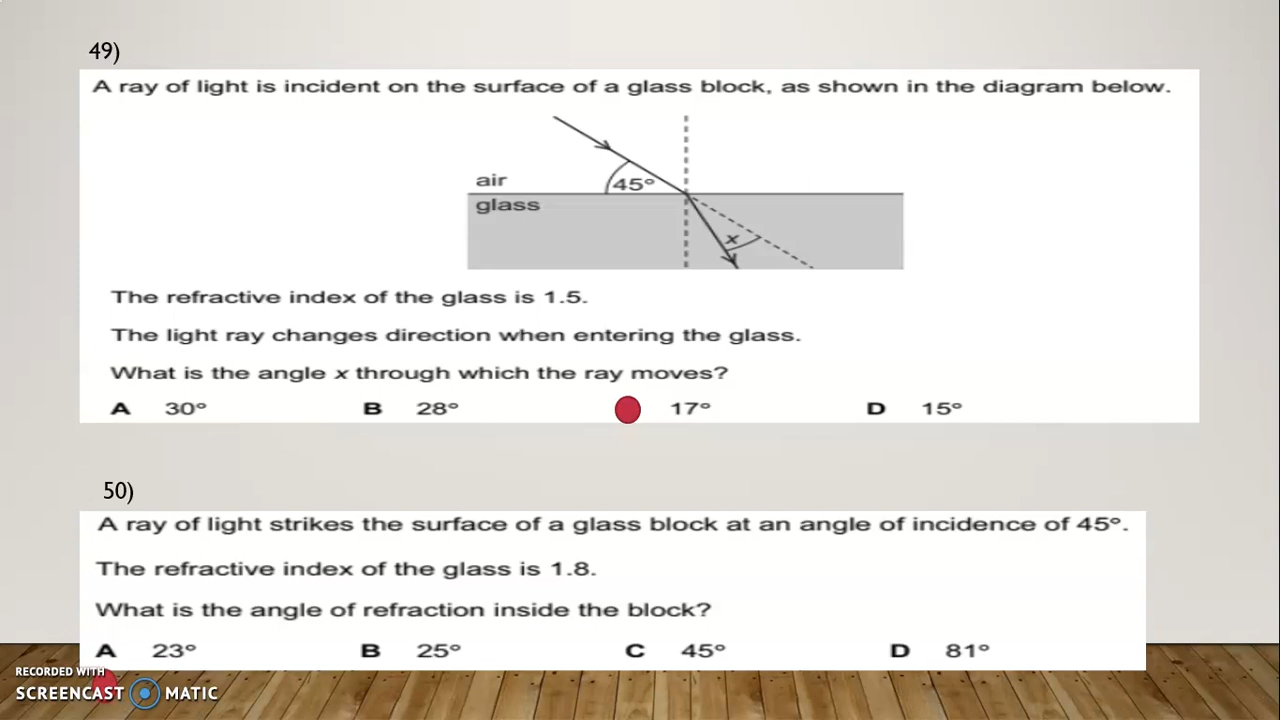 49)
A ray of light is incident on the surface of a glass block, as shown in the diagram below.
air
45°
glass
x
The refractive index of the glass is 1.5.
The light ray changes direction when entering the glass.
What is the angle x through which the ray moves?
A 30° B 28° 17° D 15°
50)
A ray of light strikes the surface of a glass block at an angle of incidence of 45°.
The refractive index of the glass is 1.8.
What is the angle of refraction inside the block?
A 23° B 25° C 45° D 81°
RECORDED WITH
SCREENCAST MATIC